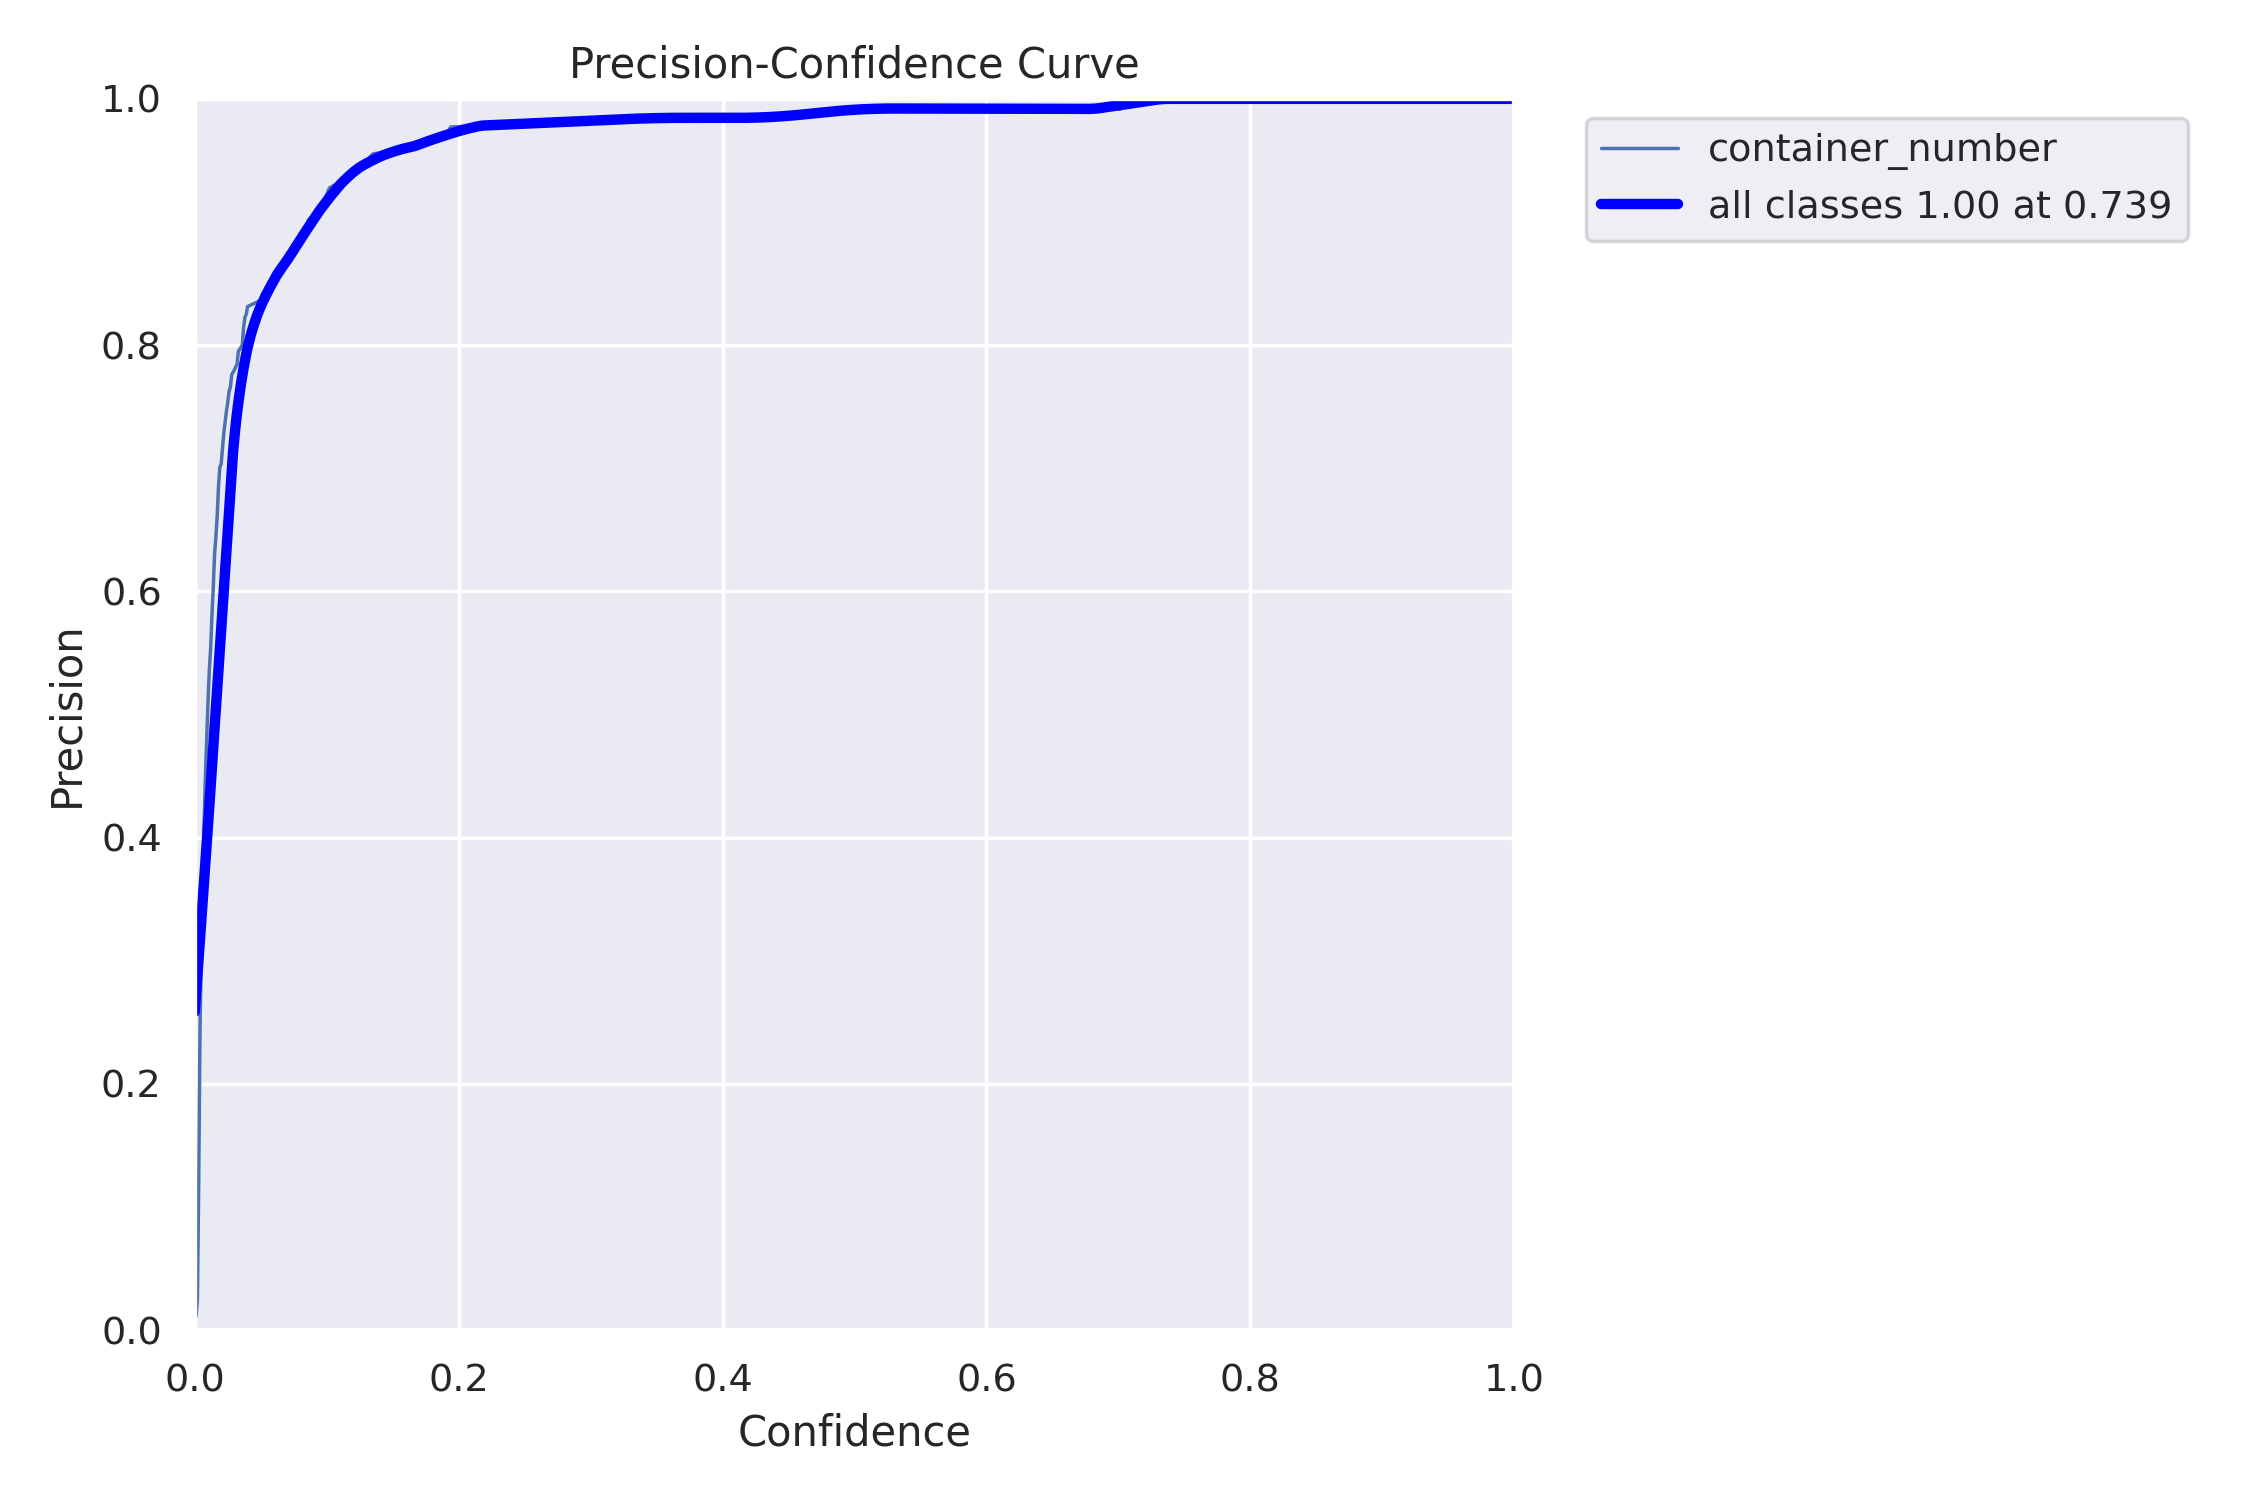 Precision-Confidence Curve
1.0
0.8
0.6
0.4
0.2
0.0
Precision
0.0 0.2 0.4 0.6 0.8 1.0
Confidence
container_number
all classes 1.00 at 0.739